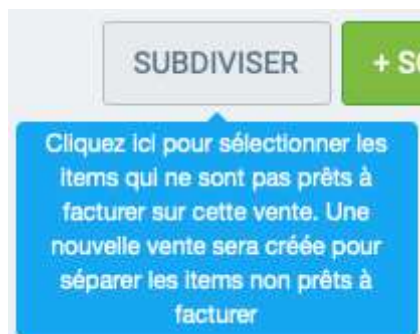 SUBDIVISER
+ S
Cliquez ici pour sélectionner les
items qui ne sont pas prêts à
facturer sur cette vente. Une
nouvelle vente sera créée pour
séparer les items non prêts à
facturer